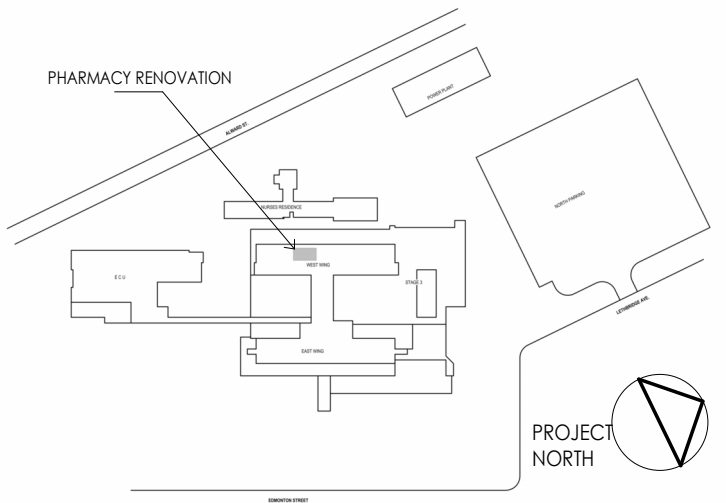 PHARMACY RENOVATION
POWER PLANT
ALWARD ST.
NORTH PARKING
NURSES RESIDENCE
WEST WING
E C U
STAGE 3
LETHBRIDGE AVE.
EAST WING
PROJECT
NORTH
EDMONTON STREET